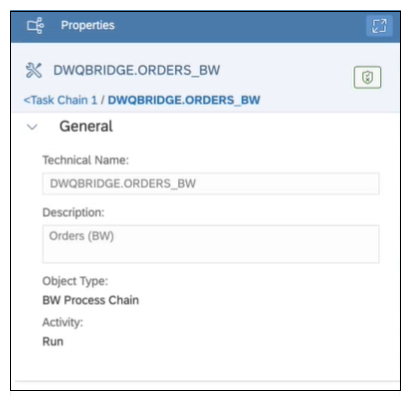 Properties
DWQBRIDGE.ORDERS_BW
<Task Chain 1 / DWQBRIDGE.ORDERS_BW
General
Technical Name:
DWQBRIDGE.ORDERS_BW
Description:
Orders (BW)
Object Type:
BW Process Chain
Activity:
Run